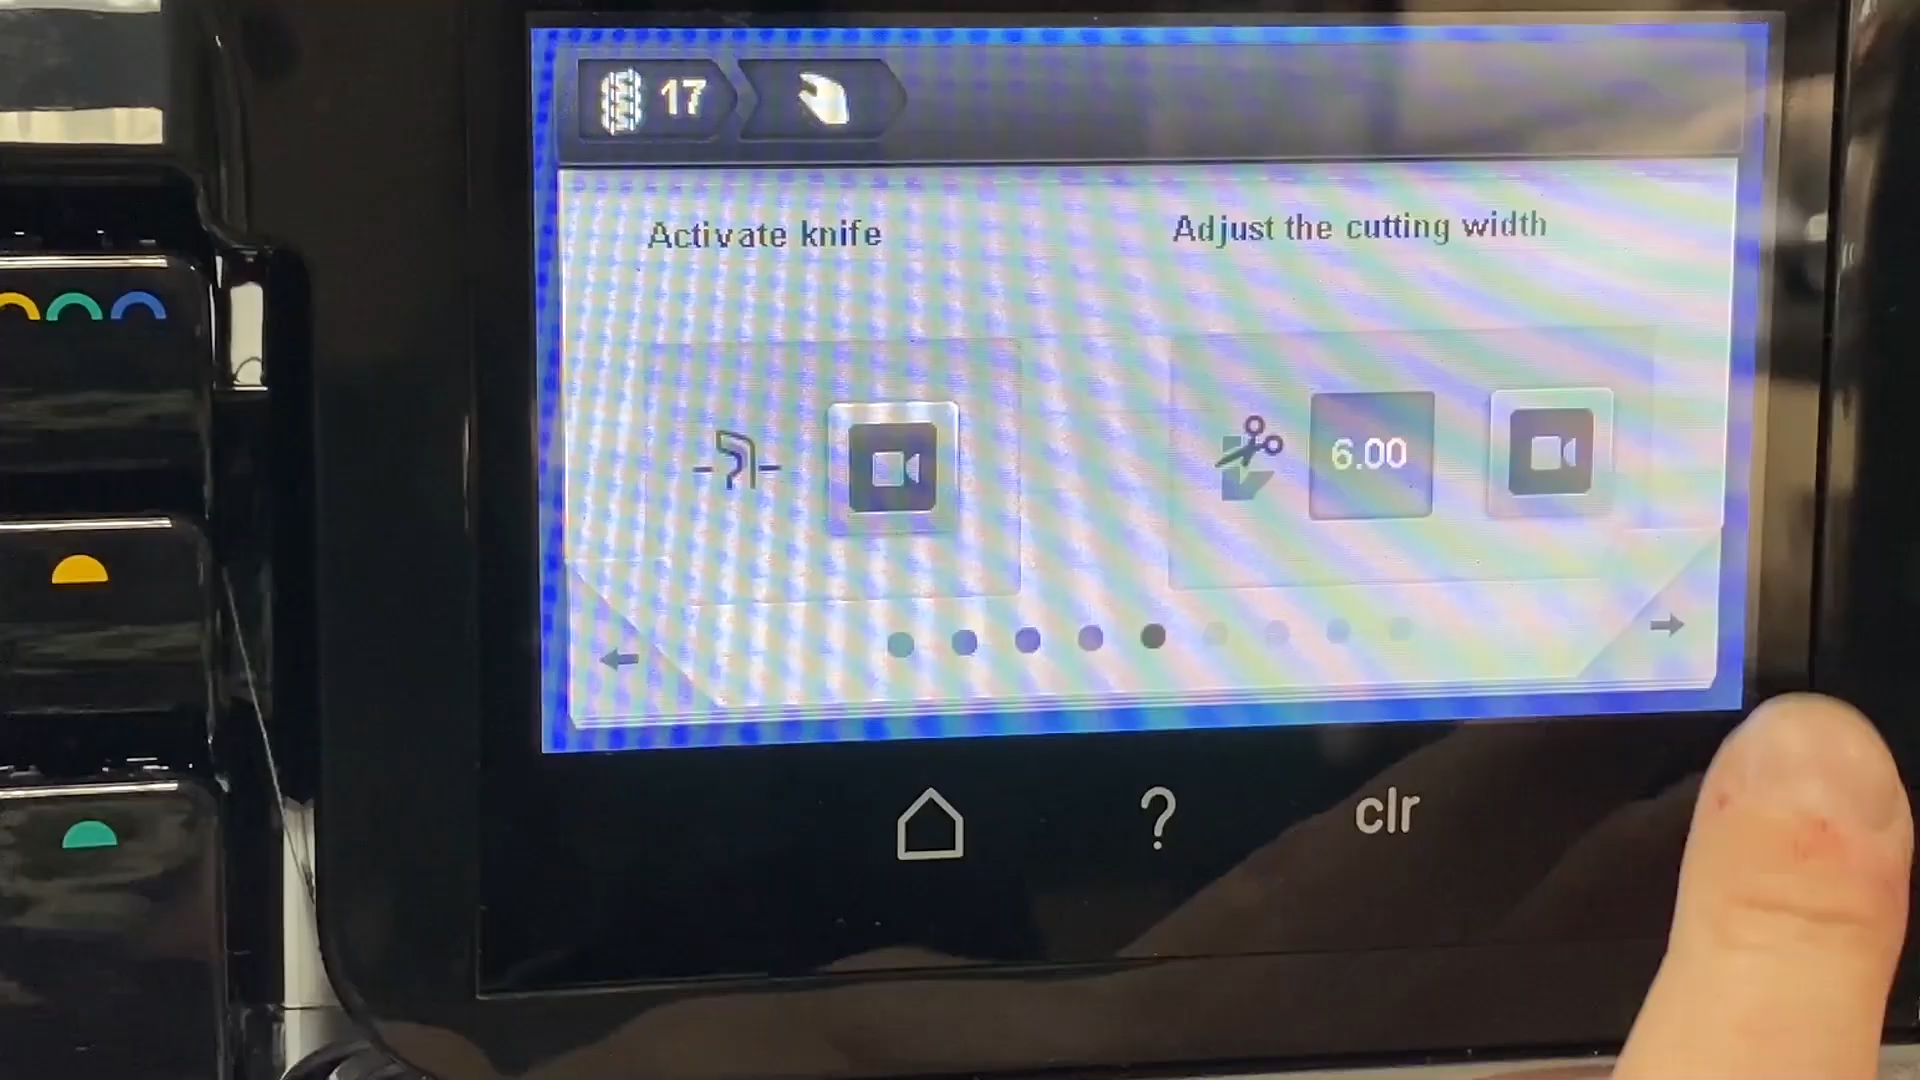 17
Activate knife
Adjust the cutting width
6.00
?
clr